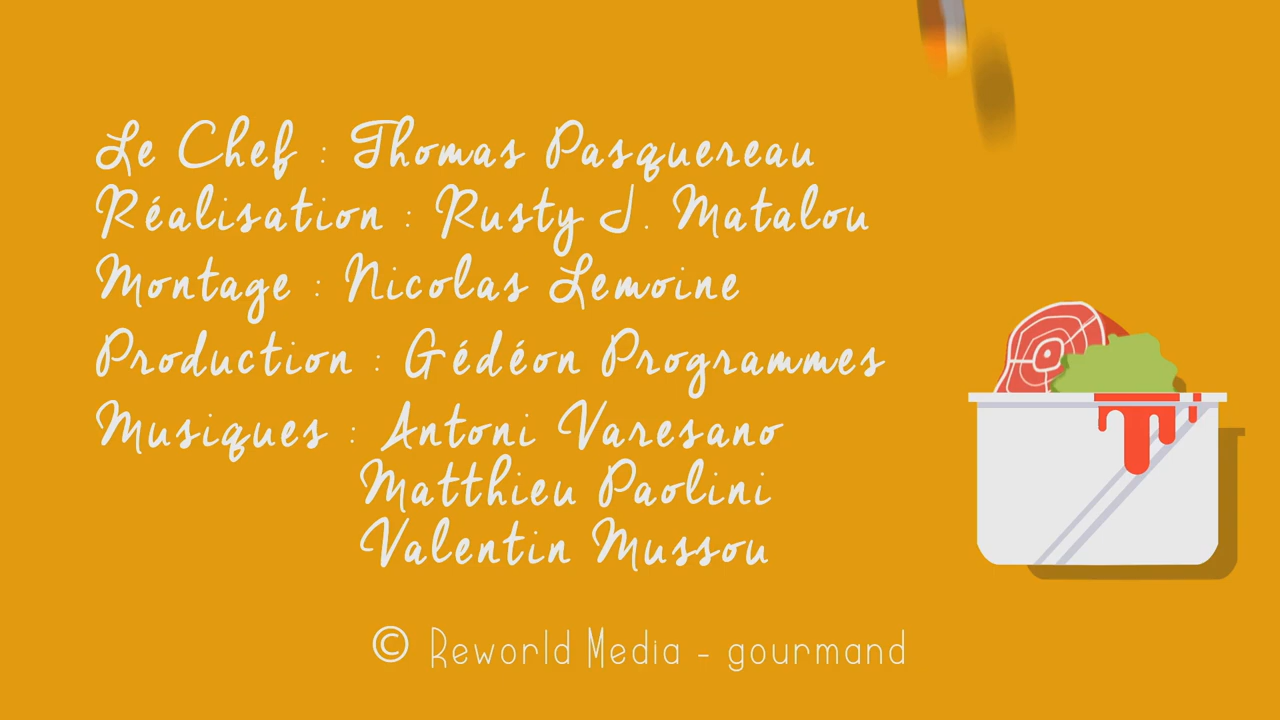 Le Chef : Thomas Pasquereau
Réalisation : Rusty J. Matalou
Montage : Nicolas Lemoine
Production : Gédéon Programmes
Musiques : Antoni Varesano
Matthieu Paolini
Valentin Mussou
© Reworld Media - gourmand